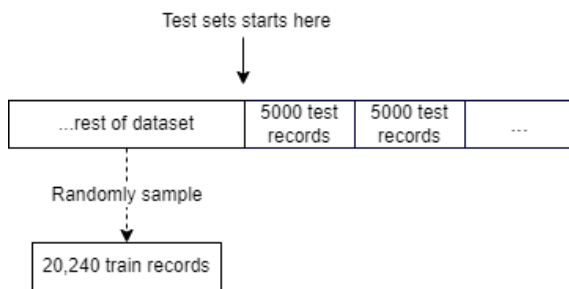 Test sets starts here
...rest of dataset
5000 test
records
5000 test
records
...
Randomly sample
20,240 train records